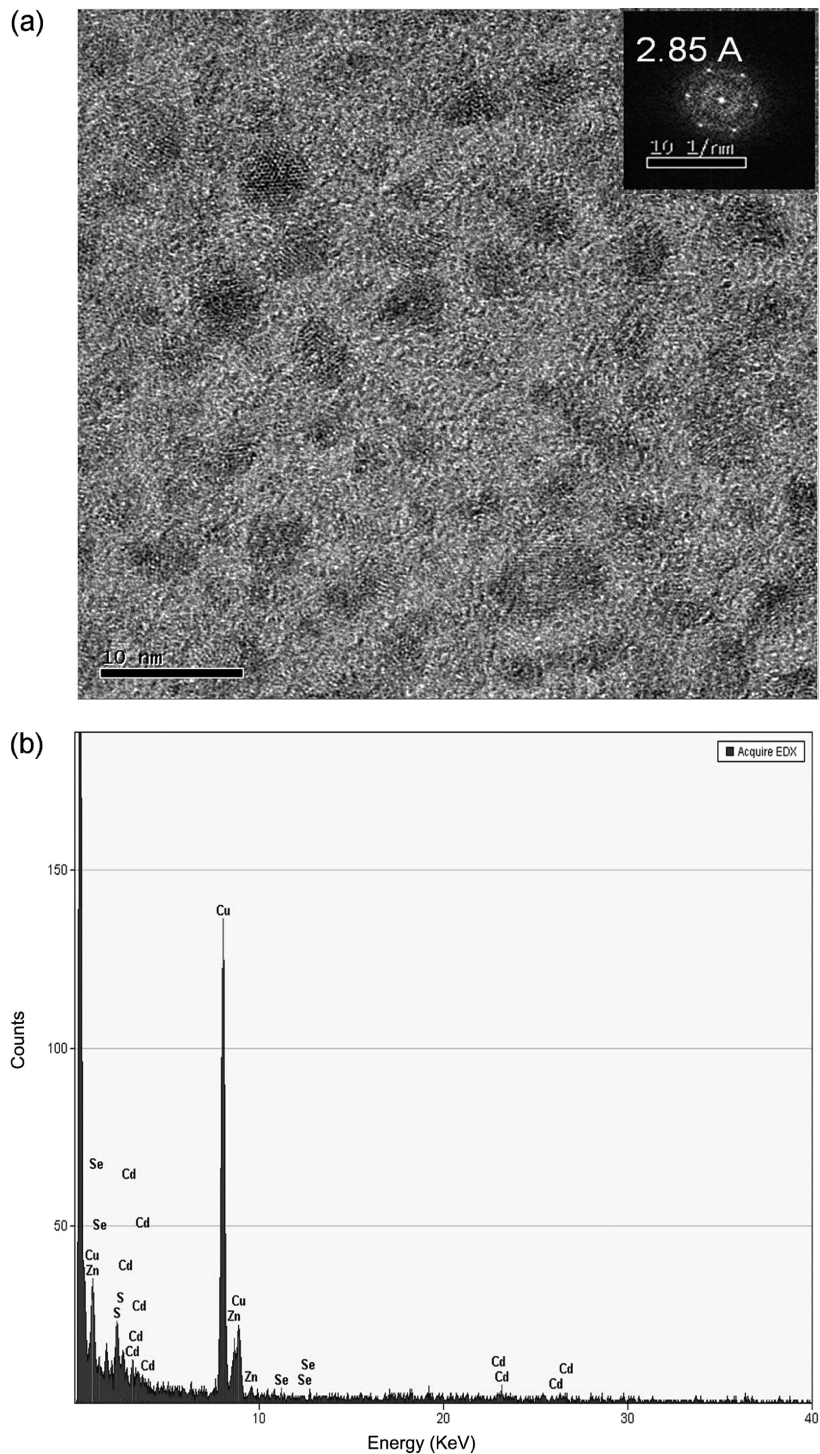 (a)
2.85 A
10 1/nm
10 nm
(b)
Acquire EDX
150
100
50
Counts
Cu
Se
Cd
Se
Cd
Cu
Zn
Cd
S
S
Cd
Cd
Cd
Cd
Cu
Zn
Zn
Se
Se
Se
Cd
Cd
Cd
Cd
10
20
30
40
Energy (KeV)